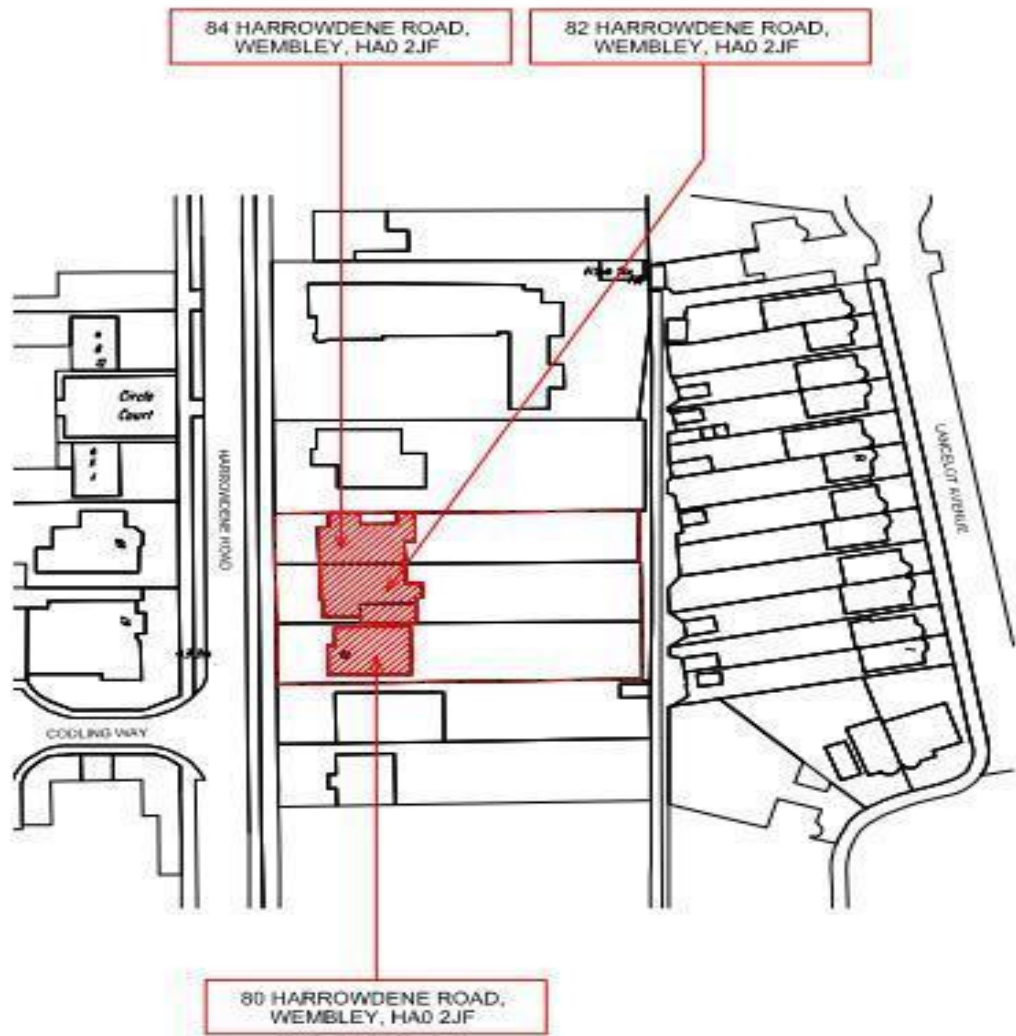 84 HARROWDENE ROAD,
WEMBLEY, HA0 2JF
82 HARROWDENE ROAD,
WEMBLEY, HA0 2JF
Circle
Court
HARROWDENE ROAD
LANCELOT AVENUE
CODLING WAY
80 HARROWDENE ROAD,
WEMBLEY, HA0 2JF